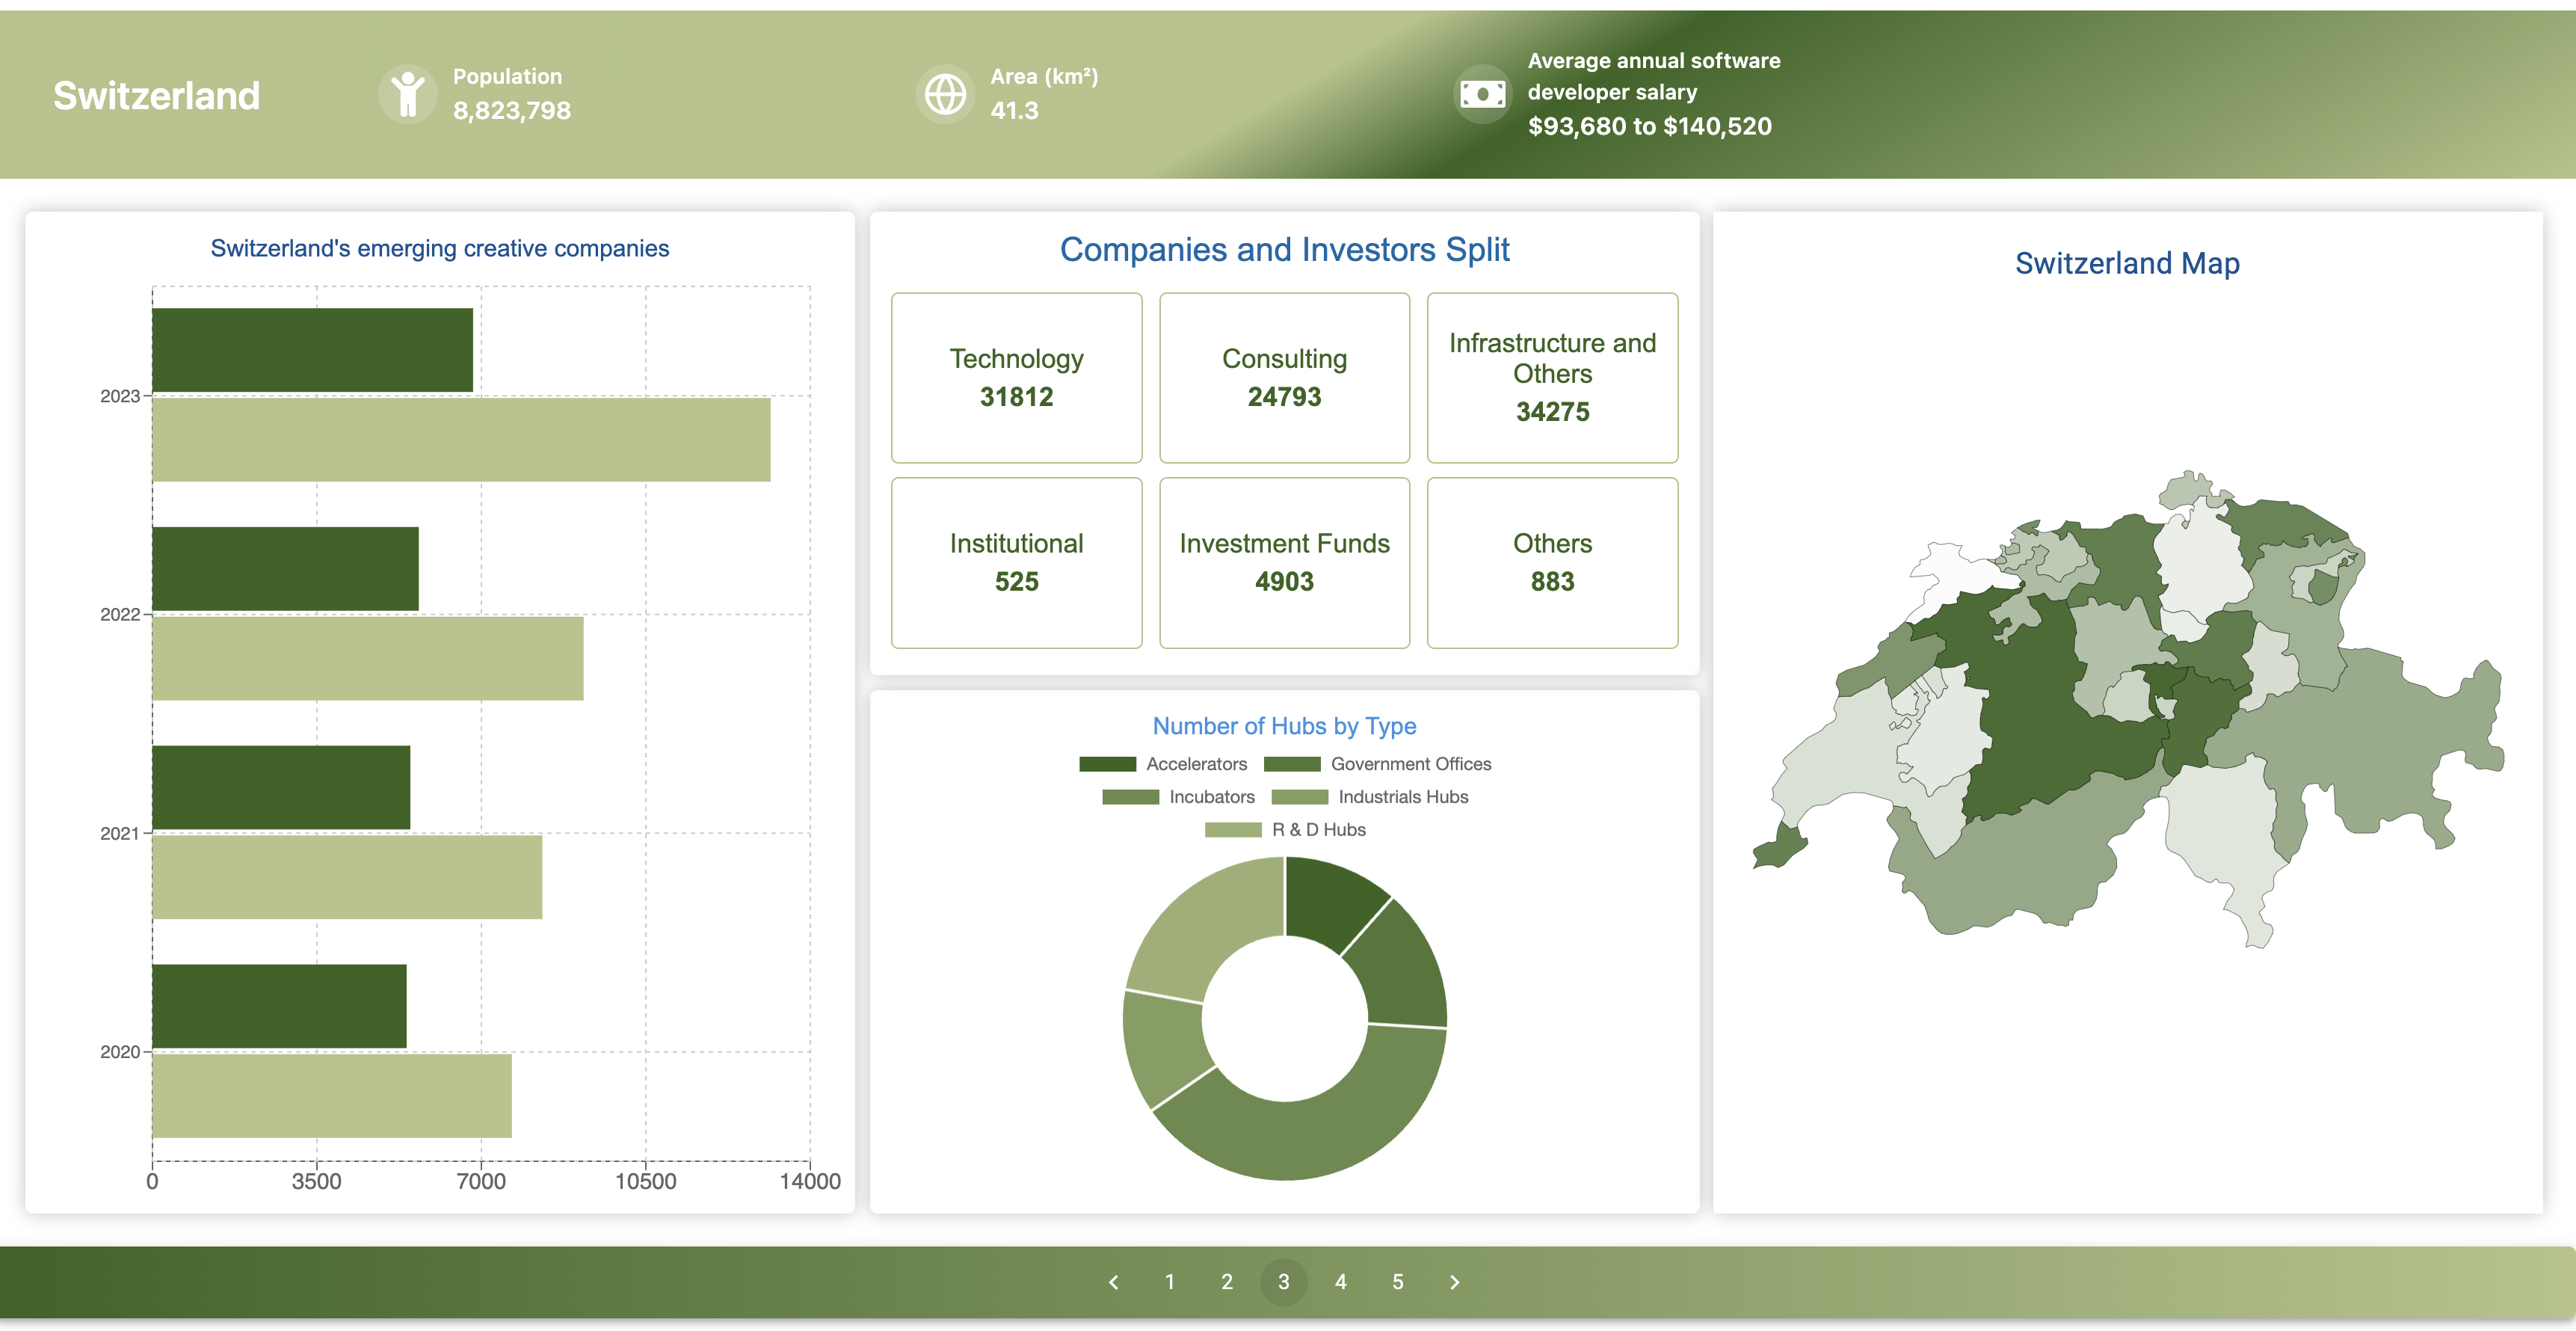 Switzerland
Population
8,823,798
Area (km²)
41.3
Average annual software
developer salary
$93,680 to $140,520
Switzerland's emerging creative companies
2023
2022
2021
2020
0 3500 7000 10500 14000
Companies and Investors Split
Technology
31812
Consulting
24793
Infrastructure and
Others
34275
Institutional
525
Investment Funds
4903
Others
883
Number of Hubs by Type
Accelerators Government Offices
Incubators Industrials Hubs
R & D Hubs
Switzerland Map
1 2 3 4 5